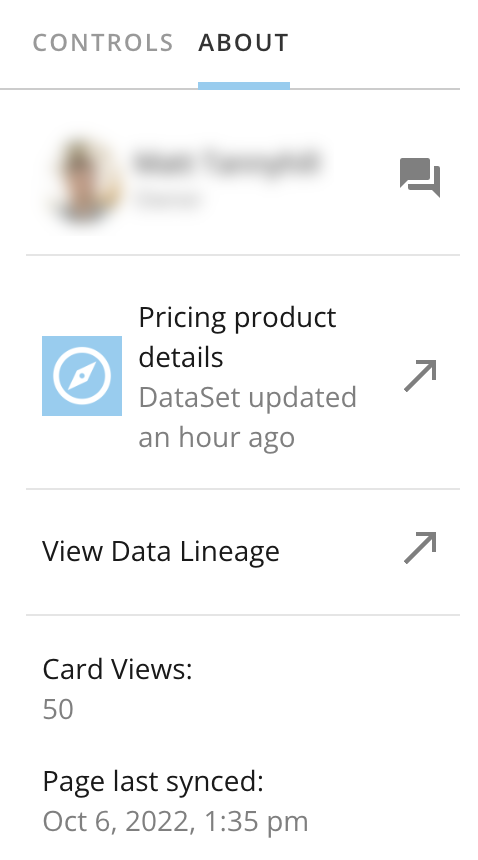 CONTROLS ABOUT
Pricing product
details
DataSet updated
an hour ago
View Data Lineage
Card Views:
50
Page last synced:
Oct 6, 2022, 1:35 pm